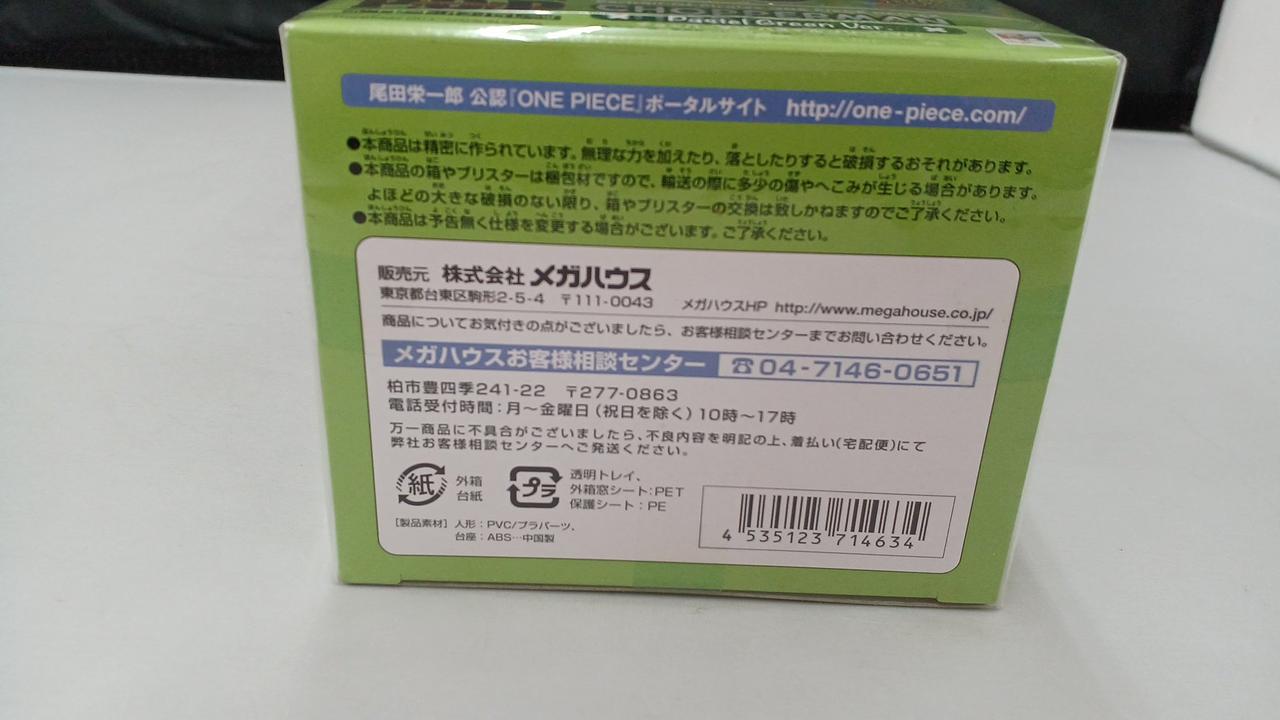 CHOPPERMAN
Pastel Green Ver.
尾田栄一郎 公認『ONE PIECE』ポータルサイト http://one-piece.com/
●本商品は精密に作られています。無理な力を加えたり、落としたりすると破損するおそれがあります。
●本商品の箱やブリスターは梱包材ですので、輸送の際に多少の傷やへこみが生じる場合があります。
よほどの大きな破損のない限り、箱やブリスターの交換は致しかねますのでご了承ください。
●本商品は予告無く仕様を変更する場合がございます。ご了承ください。
販売元 株式会社 メガハウス
東京都台東区駒形2-5-4 〒111-0043 メガハウスHP http://www.megahouse.co.jp/
商品についてお気付きの点がございましたら、お客様相談センターまでお問い合わせください。
メガハウスお客様相談センター ☎04-7146-0651
柏市豊四季241-22 〒277-0863
電話受付時間:月〜金曜日(祝日を除く)10時〜17時
万一商品に不具合がございましたら、不良内容を明記の上、着払い(宅配便)にて
弊社お客様相談センターへご発送ください。
紙 外箱
台紙
プラ 透明トレイ、
外箱窓シート:PET
保護シート:PE
[製品素材] 人形:PVC/プラパーツ、
台座:ABS…中国製
4 535123 714634